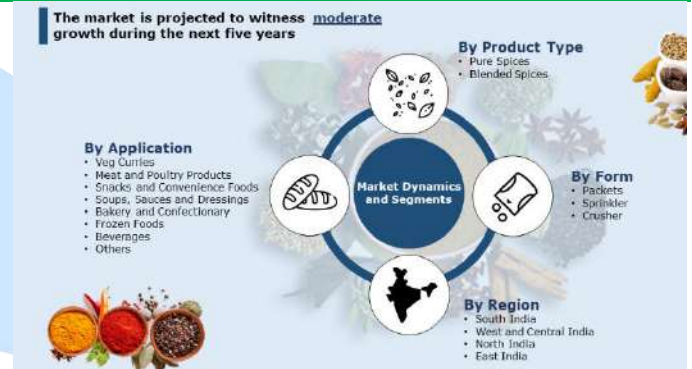 The market is projected to witness moderate
growth during the next five years
By Product Type
• Pure Spices
• Blended Spices
By Application
• Veg Curries
• Meat and Poultry Products
• Snacks and Convenience Foods
• Soups, Sauces and Dressings
• Bakery and Confectionary
• Frozen Foods
• Beverages
• Others
Market Dynamics
and Segments
By Form
• Packets
• Sprinkler
• Crusher
By Region
• South India
• West and Central India
• North India
• East India